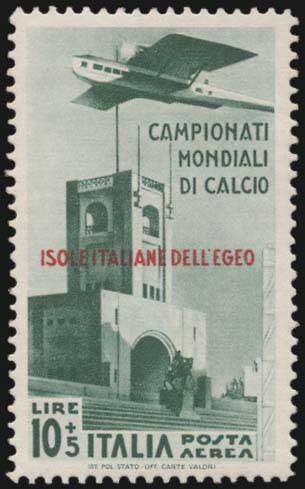 CAMPIONATI
MONDIALI
DI CALCIO
ISOLE ITALIANE DELL'EGEO
LIRE
10+5 ITALIA POSTA AEREA
IST. POL. STATO-OFF. CARTE VALORI